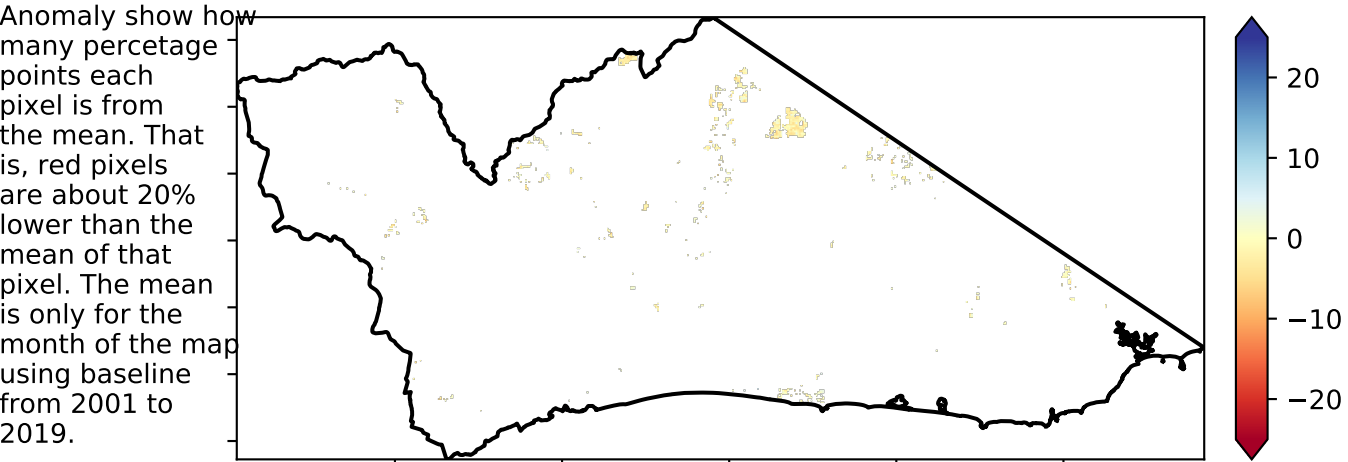 Anomaly show how
many percetage
points each
pixel is from
the mean. That
is, red pixels
are about 20%
lower than the
mean of that
pixel. The mean
is only for the
month of the map
using baseline
from 2001 to
2019.
20
10
0
−10
−20